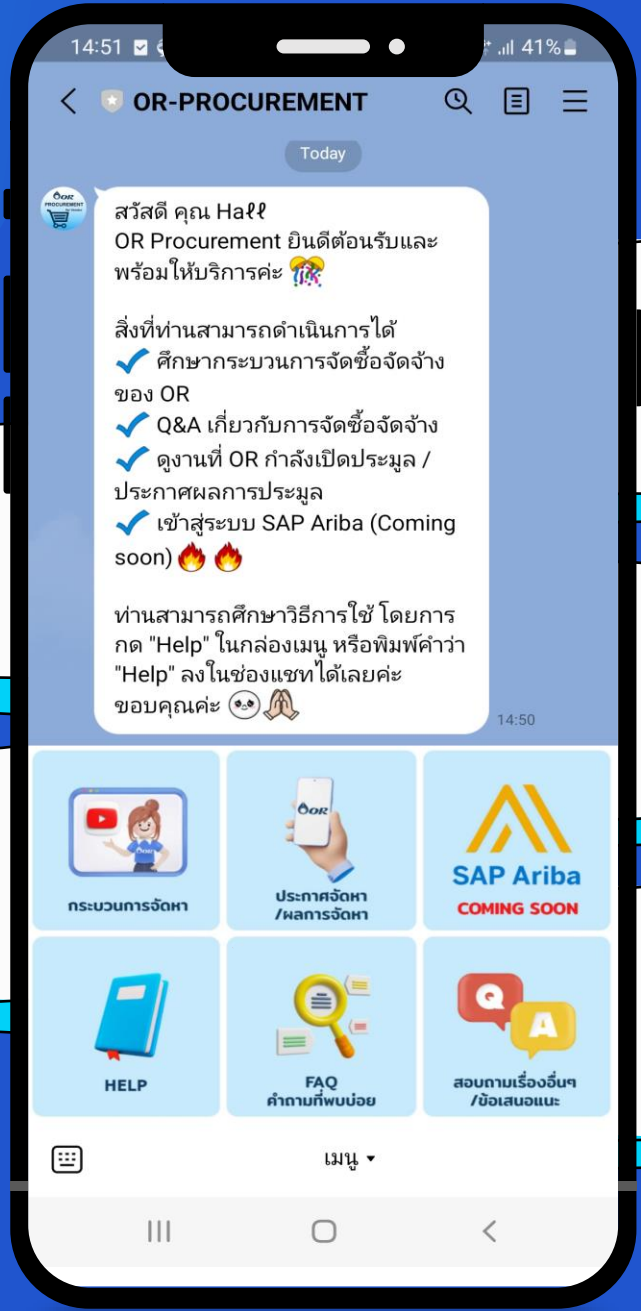 14:51
41%
OR-PROCUREMENT
Today
OR
PROCUREMENT
สวัสดี คุณ Haℓℓ
OR Procurement ยินดีต้อนรับและ
พร้อมให้บริการค่ะ
สิ่งที่ท่านสามารถดำเนินการได้
ศึกษากระบวนการจัดซื้อจัดจ้าง
ของ OR
Q&A เกี่ยวกับการจัดซื้อจัดจ้าง
ดูงานที่ OR กำลังเปิดประมูล /
ประกาศผลการประมูล
เข้าสู่ระบบ SAP Ariba (Coming
soon)
ท่านสามารถศึกษาวิธีการใช้ โดยการ
กด "Help" ในกล่องเมนู หรือพิมพ์คำว่า
"Help" ลงในช่องแชทได้เลยค่ะ
ขอบคุณค่ะ
14:50
กระบวนการจัดหา
OR
ประกาศจัดหา
/ผลการจัดหา
SAP Ariba
COMING SOON
HELP
FAQ
คำถามที่พบบ่อย
Q
A
สอบถามเรื่องอื่นๆ
/ข้อเสนอแนะ
เมนู